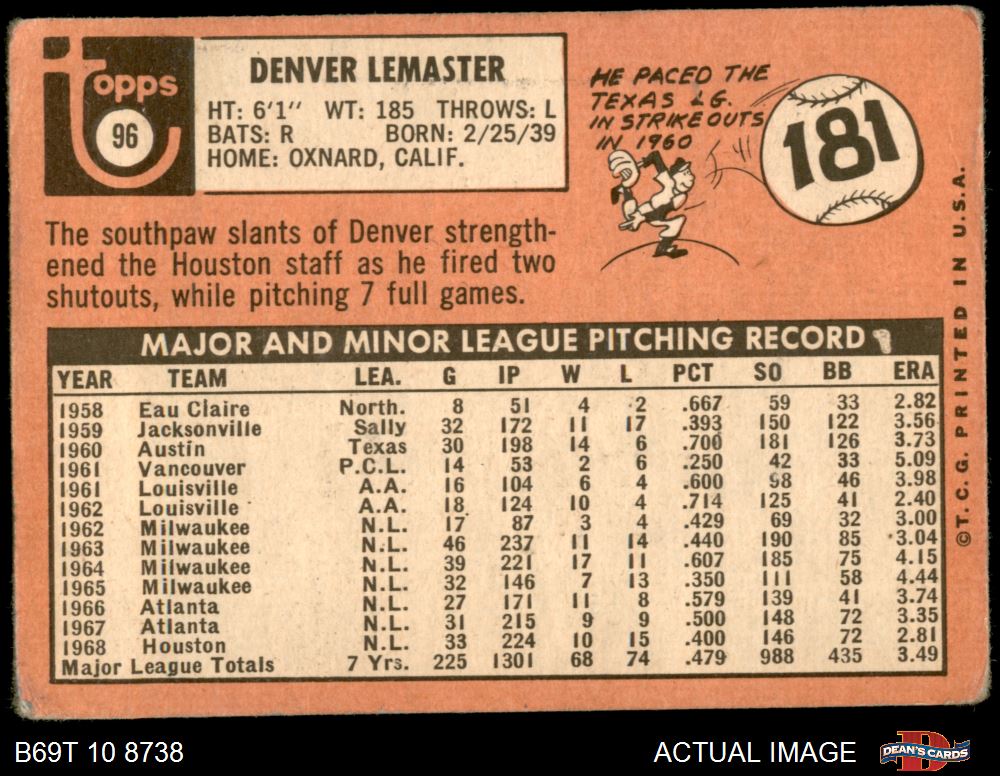 Topps
96
DENVER LEMASTER
HT: 6'1" WT: 185 THROWS: L
BATS: R BORN: 2/25/39
HOME: OXNARD, CALIF.
HE PACED THE
TEXAS LG.
IN STRIKEOUTS
IN 1960
181
The southpaw slants of Denver strength-
ened the Houston staff as he fired two
shutouts, while pitching 7 full games.
MAJOR AND MINOR LEAGUE PITCHING RECORD
YEAR TEAM LEA. G IP W L PCT SO BB ERA
1958 Eau Claire North. 8 51 4 2 .667 59 33 2.82
1959 Jacksonville Sally 32 172 11 17 .393 150 122 3.56
1960 Austin Texas 30 198 14 6 .700 181 126 3.73
1961 Vancouver P.C.L. 14 53 2 6 .250 42 33 5.09
1961 Louisville A.A. 16 104 6 4 .600 98 46 3.98
1962 Louisville A.A. 18 124 10 4 .714 125 41 2.40
1962 Milwaukee N.L. 17 87 3 4 .429 69 32 3.00
1963 Milwaukee N.L. 46 237 11 14 .440 190 85 3.04
1964 Milwaukee N.L. 39 221 17 11 .607 185 75 4.15
1965 Milwaukee N.L. 32 146 7 13 .350 111 58 4.44
1966 Atlanta N.L. 27 171 11 8 .579 139 41 3.74
1967 Atlanta N.L. 31 215 9 9 .500 148 72 3.35
1968 Houston N.L. 33 224 10 15 .400 146 72 2.81
Major League Totals 7 Yrs. 225 1301 68 74 .479 988 435 3.49
©T.C.G. PRINTED IN U.S.A.
B69T 10 8738
ACTUAL IMAGE
DEAN'S CARDS